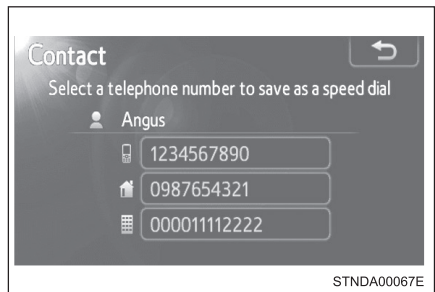 Contact
Select a telephone number to save as a speed dial
Angus
1234567890
0987654321
000011112222
STNDA00067E